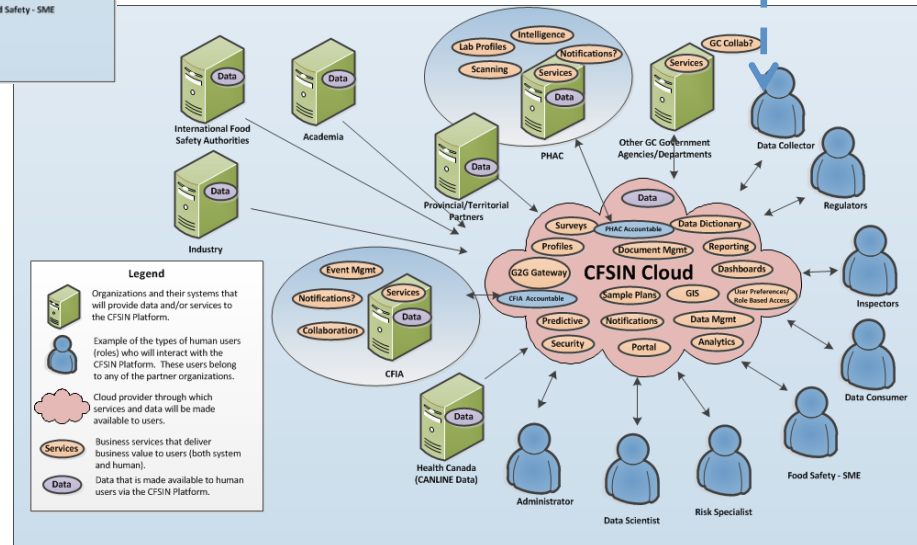 d Safety - SME
International Food
Safety Authorities
Data
Academia
Data
Industry
Data
Intelligence
Lab Profiles
Notifications?
Scanning
Services
Data
PHAC
Provincial/Territorial
Partners
Data
GC Collab?
Services
Other GC Government
Agencies/Departments
Data Collector
Regulators
Inspectors
Data Consumer
Food Safety - SME
Risk Specialist
Data Scientist
Administrator
Data
Surveys
PHAC Accountable
Data Dictionary
Profiles
Document Mgmt
Reporting
G2G Gateway
CFSIN Cloud
Dashboards
CFIA Accountable
Sample Plans
GIS
User Preferences/
Role Based Access
Predictive
Notifications
Data Mgmt
Security
Portal
Analytics
Event Mgmt
Notifications?
Services
Data
Collaboration
CFIA
Data
Health Canada
(CANLINE Data)
Legend
Organizations and their systems that
will provide data and/or services to
the CFSIN Platform.
Example of the types of human users
(roles) who will interact with the
CFSIN Platform. These users belong
to any of the partner organizations.
Cloud provider through which
services and data will be made
available to users.
Services
Business services that deliver
business value to users (both system
and human).
Data
Data that is made available to human
users via the CFSIN Platform.